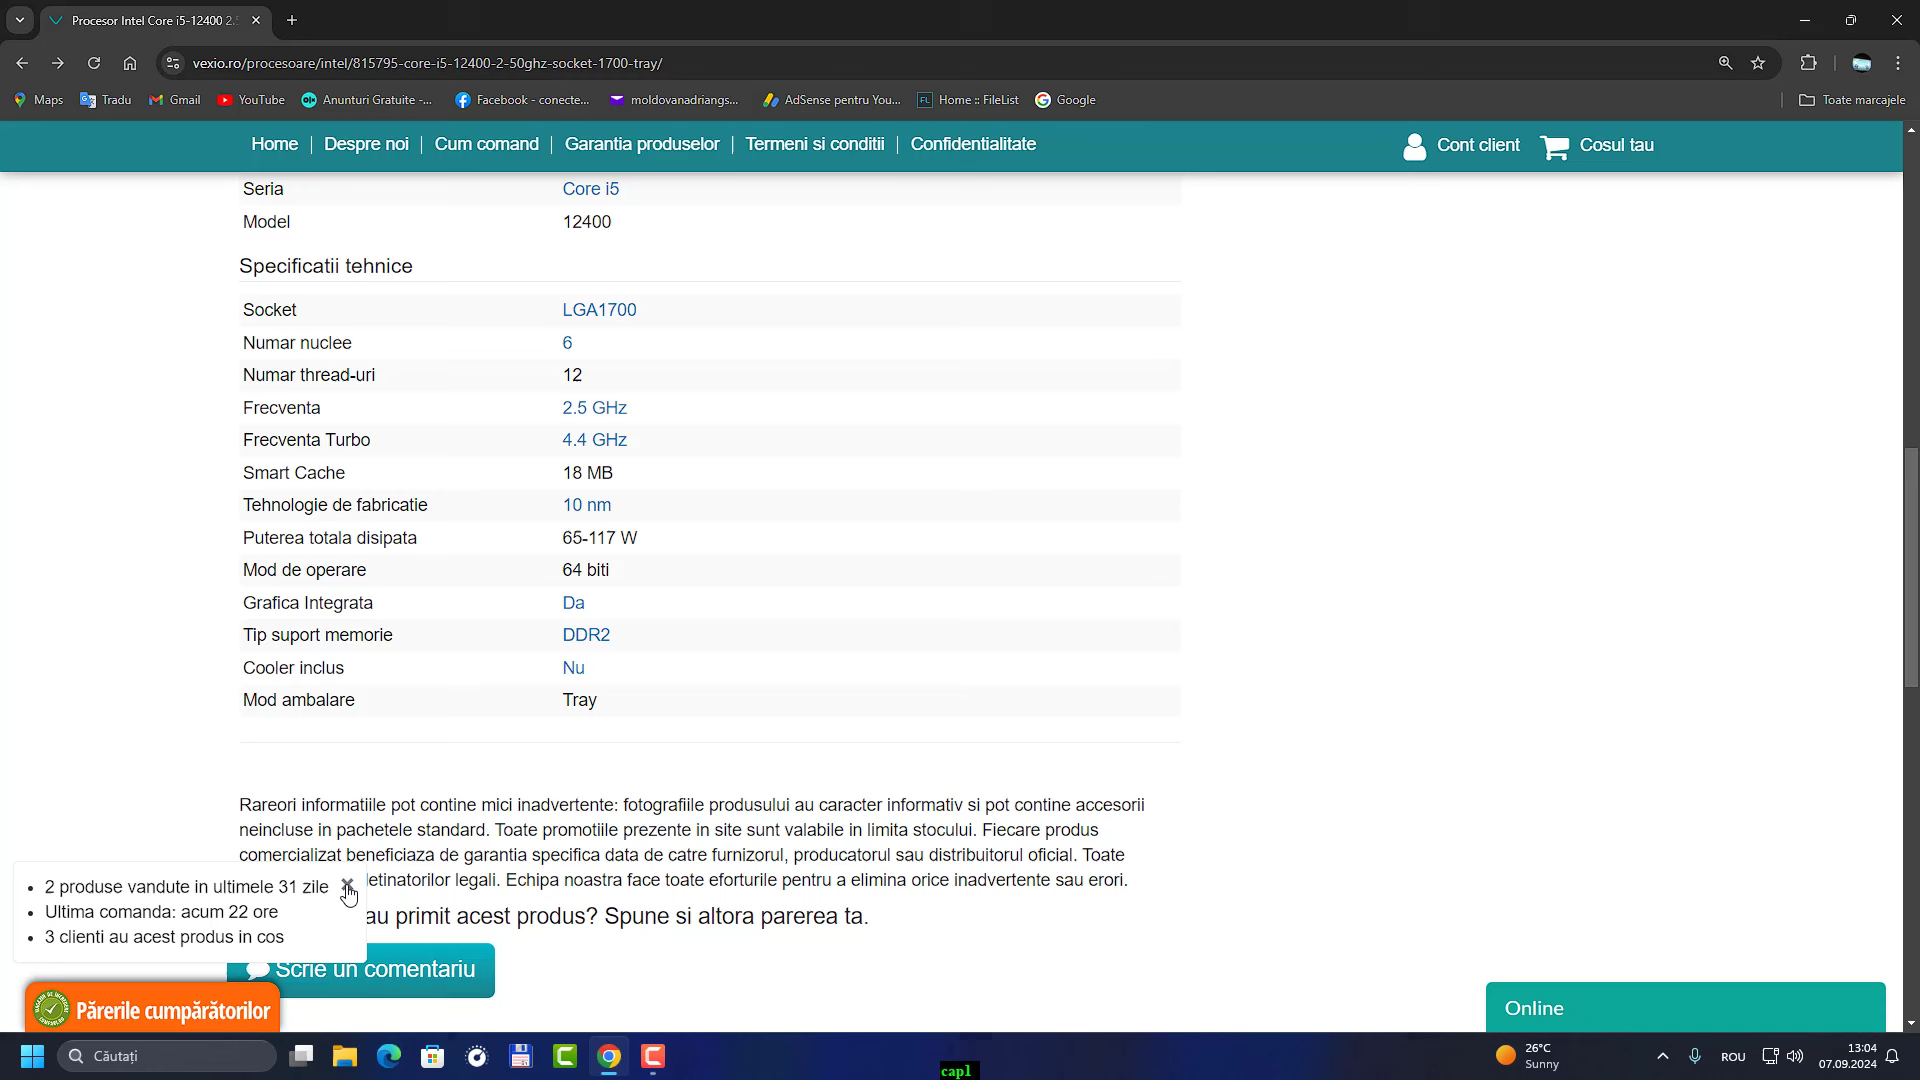 Procesor Intel Core i5-12400 2.5
vexio.ro/procesoare/intel/815795-core-i5-12400-2-50ghz-socket-1700-tray/
Maps
Tradu
Gmail
YouTube
Anunturi Gratuite -...
Facebook - conecte...
moldovanadriangs...
AdSense pentru You...
Home :: FileList
Google
Toate marcajele
Home
Despre noi
Cum comand
Garantia produselor
Termeni si conditii
Confidentialitate
Cont client
Cosul tau
Seria Core i5
Model 12400
Specificatii tehnice
Socket LGA1700
Numar nuclee 6
Numar thread-uri 12
Frecventa 2.5 GHz
Frecventa Turbo 4.4 GHz
Smart Cache 18 MB
Tehnologie de fabricatie 10 nm
Puterea totala disipata 65-117 W
Mod de operare 64 biti
Grafica Integrata Da
Tip suport memorie DDR2
Cooler inclus Nu
Mod ambalare Tray
Rareori informatiile pot contine mici inadvertente: fotografiile produsului au caracter informativ si pot contine accesorii
neincluse in pachetele standard. Toate promotiile prezente in site sunt valabile in limita stocului. Fiecare produs
comercializat beneficiaza de garantia specifica data de catre furnizorul, producatorul sau distribuitorul oficial. Toate
letinatorilor legali. Echipa noastra face toate eforturile pentru a elimina orice inadvertente sau erori.
au primit acest produs? Spune si altora parerea ta.
2 produse vandute in ultimele 31 zile
Ultima comanda: acum 22 ore
3 clienti au acest produs in cos
Scrie un comentariu
Părerile cumpărătorilor
Online
Căutați
capl
26°C
Sunny
ROU
13:04
07.09.2024